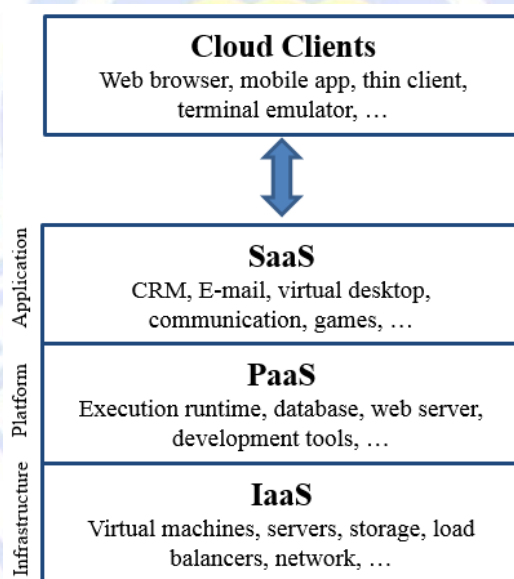 Cloud Clients
Web browser, mobile app, thin client,
terminal emulator, …
Application
SaaS
CRM, E-mail, virtual desktop,
communication, games, …
Platform
PaaS
Execution runtime, database, web server,
development tools, …
Infrastructure
IaaS
Virtual machines, servers, storage, load
balancers, network, …